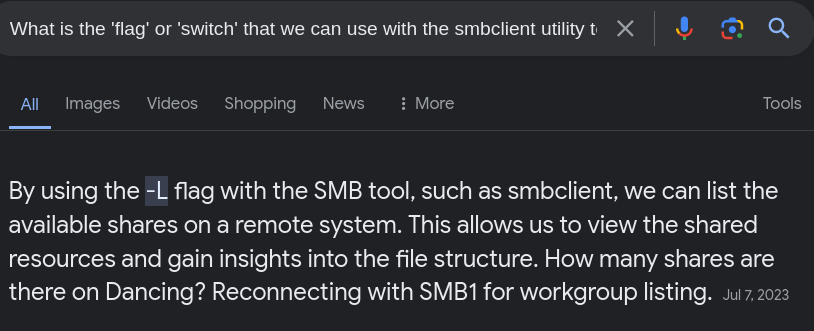 What is the 'flag' or 'switch' that we can use with the smbclient utility t
All Images Videos Shopping News More Tools
By using the -L flag with the SMB tool, such as smbclient, we can list the
available shares on a remote system. This allows us to view the shared
resources and gain insights into the file structure. How many shares are
there on Dancing? Reconnecting with SMB1 for workgroup listing. Jul 7, 2023